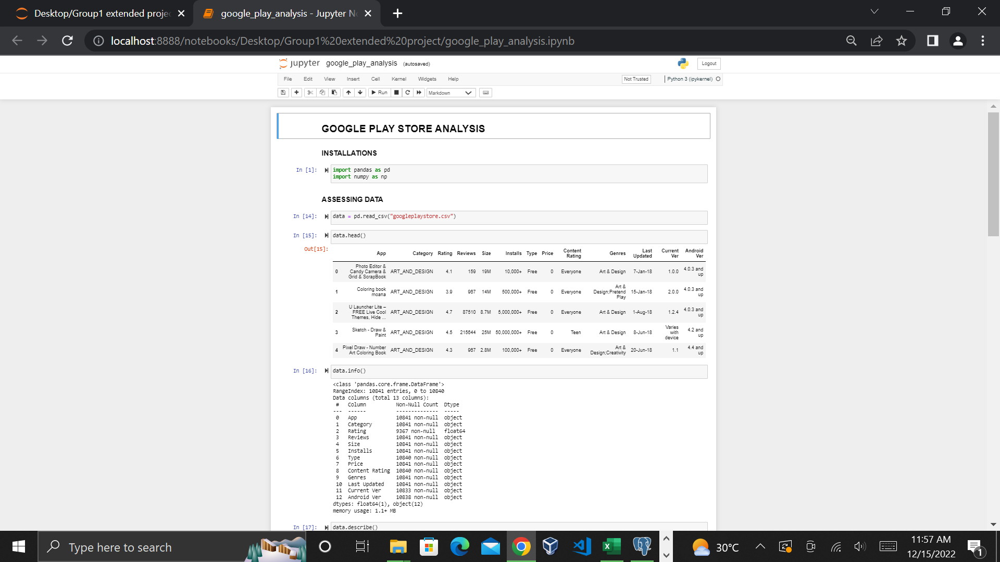 Desktop/Group1 extended proje
google_play_analysis - Jupyter N
localhost:8888/notebooks/Desktop/Group1%20extended%20project/google_play_analysis.ipynb
jupyter google_play_analysis (autosaved)
Logout
File Edit View Insert Cell Kernel Widgets Help
Not Trusted
Python 3 (ipykernel)
Run
Markdown
GOOGLE PLAY STORE ANALYSIS
INSTALLATIONS
In [1]: import pandas as pd
import numpy as np
ASSESSING DATA
In [14]: data = pd.read_csv("googleplaystore.csv")
In [15]: data.head()
Out[15]:
App Category Rating Reviews Size Installs Type Price Content Rating Genres Last Updated Current Ver Android Ver
0 Photo Editor & Candy Camera & Grid & ScrapBook ART_AND_DESIGN 4.1 159 19M 10,000+ Free 0 Everyone Art & Design 7-Jan-18 1.0.0 4.0.3 and up
1 Coloring book moana ART_AND_DESIGN 3.9 967 14M 500,000+ Free 0 Everyone Art & Design;Pretend Play 15-Jan-18 2.0.0 4.0.3 and up
2 U Launcher Lite – FREE Live Cool Themes, Hide ... ART_AND_DESIGN 4.7 87510 8.7M 5,000,000+ Free 0 Everyone Art & Design 1-Aug-18 1.2.4 4.0.3 and up
3 Sketch - Draw & Paint ART_AND_DESIGN 4.5 215644 25M 50,000,000+ Free 0 Teen Art & Design 8-Jun-18 Varies with device 4.2 and up
4 Pixel Draw - Number Art Coloring Book ART_AND_DESIGN 4.3 967 2.8M 100,000+ Free 0 Everyone Art & Design;Creativity 20-Jun-18 1.1 4.4 and up
In [16]: data.info()
<class 'pandas.core.frame.DataFrame'>
RangeIndex: 10841 entries, 0 to 10840
Data columns (total 13 columns):
# Column Non-Null Count Dtype
--- ------ -------------- -----
0 App 10841 non-null object
1 Category 10841 non-null object
2 Rating 9367 non-null float64
3 Reviews 10841 non-null object
4 Size 10841 non-null object
5 Installs 10841 non-null object
6 Type 10840 non-null object
7 Price 10841 non-null object
8 Content Rating 10840 non-null object
9 Genres 10841 non-null object
10 Last Updated 10841 non-null object
11 Current Ver 10833 non-null object
12 Android Ver 10838 non-null object
dtypes: float64(1), object(12)
memory usage: 1.1+ MB
In [17]: data.describe()
Type here to search
30°C
11:57 AM
12/15/2022
1